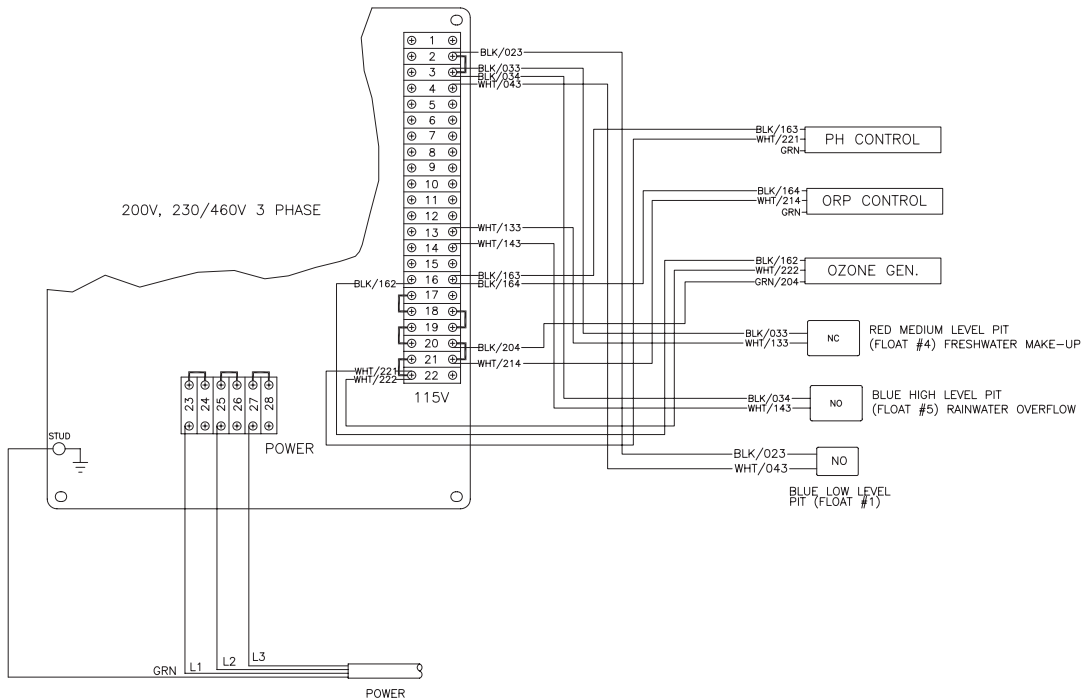 1
2
3
4
5
6
7
8
9
10
11
12
13
14
15
16
17
18
19
20
21
22
115V
BLK/023
BLK/033
BLK/034
WHT/043
WHT/133
WHT/143
BLK/163
BLK/164
BLK/162
BLK/204
WHT/214
WHT/221
WHT/222
200V, 230/460V 3 PHASE
BLK/163
WHT/221
GRN
PH CONTROL
BLK/164
WHT/214
GRN
ORP CONTROL
BLK/162
WHT/222
GRN/204
OZONE GEN.
BLK/033
WHT/133
NC
RED MEDIUM LEVEL PIT
(FLOAT #4) FRESHWATER MAKE-UP
BLK/034
WHT/143
NO
BLUE HIGH LEVEL PIT
(FLOAT #5) RAINWATER OVERFLOW
BLK/023
WHT/043
NO
BLUE LOW LEVEL
PIT (FLOAT #1)
23
24
25
26
27
28
POWER
STUD
GRN
L1
L2
L3
POWER